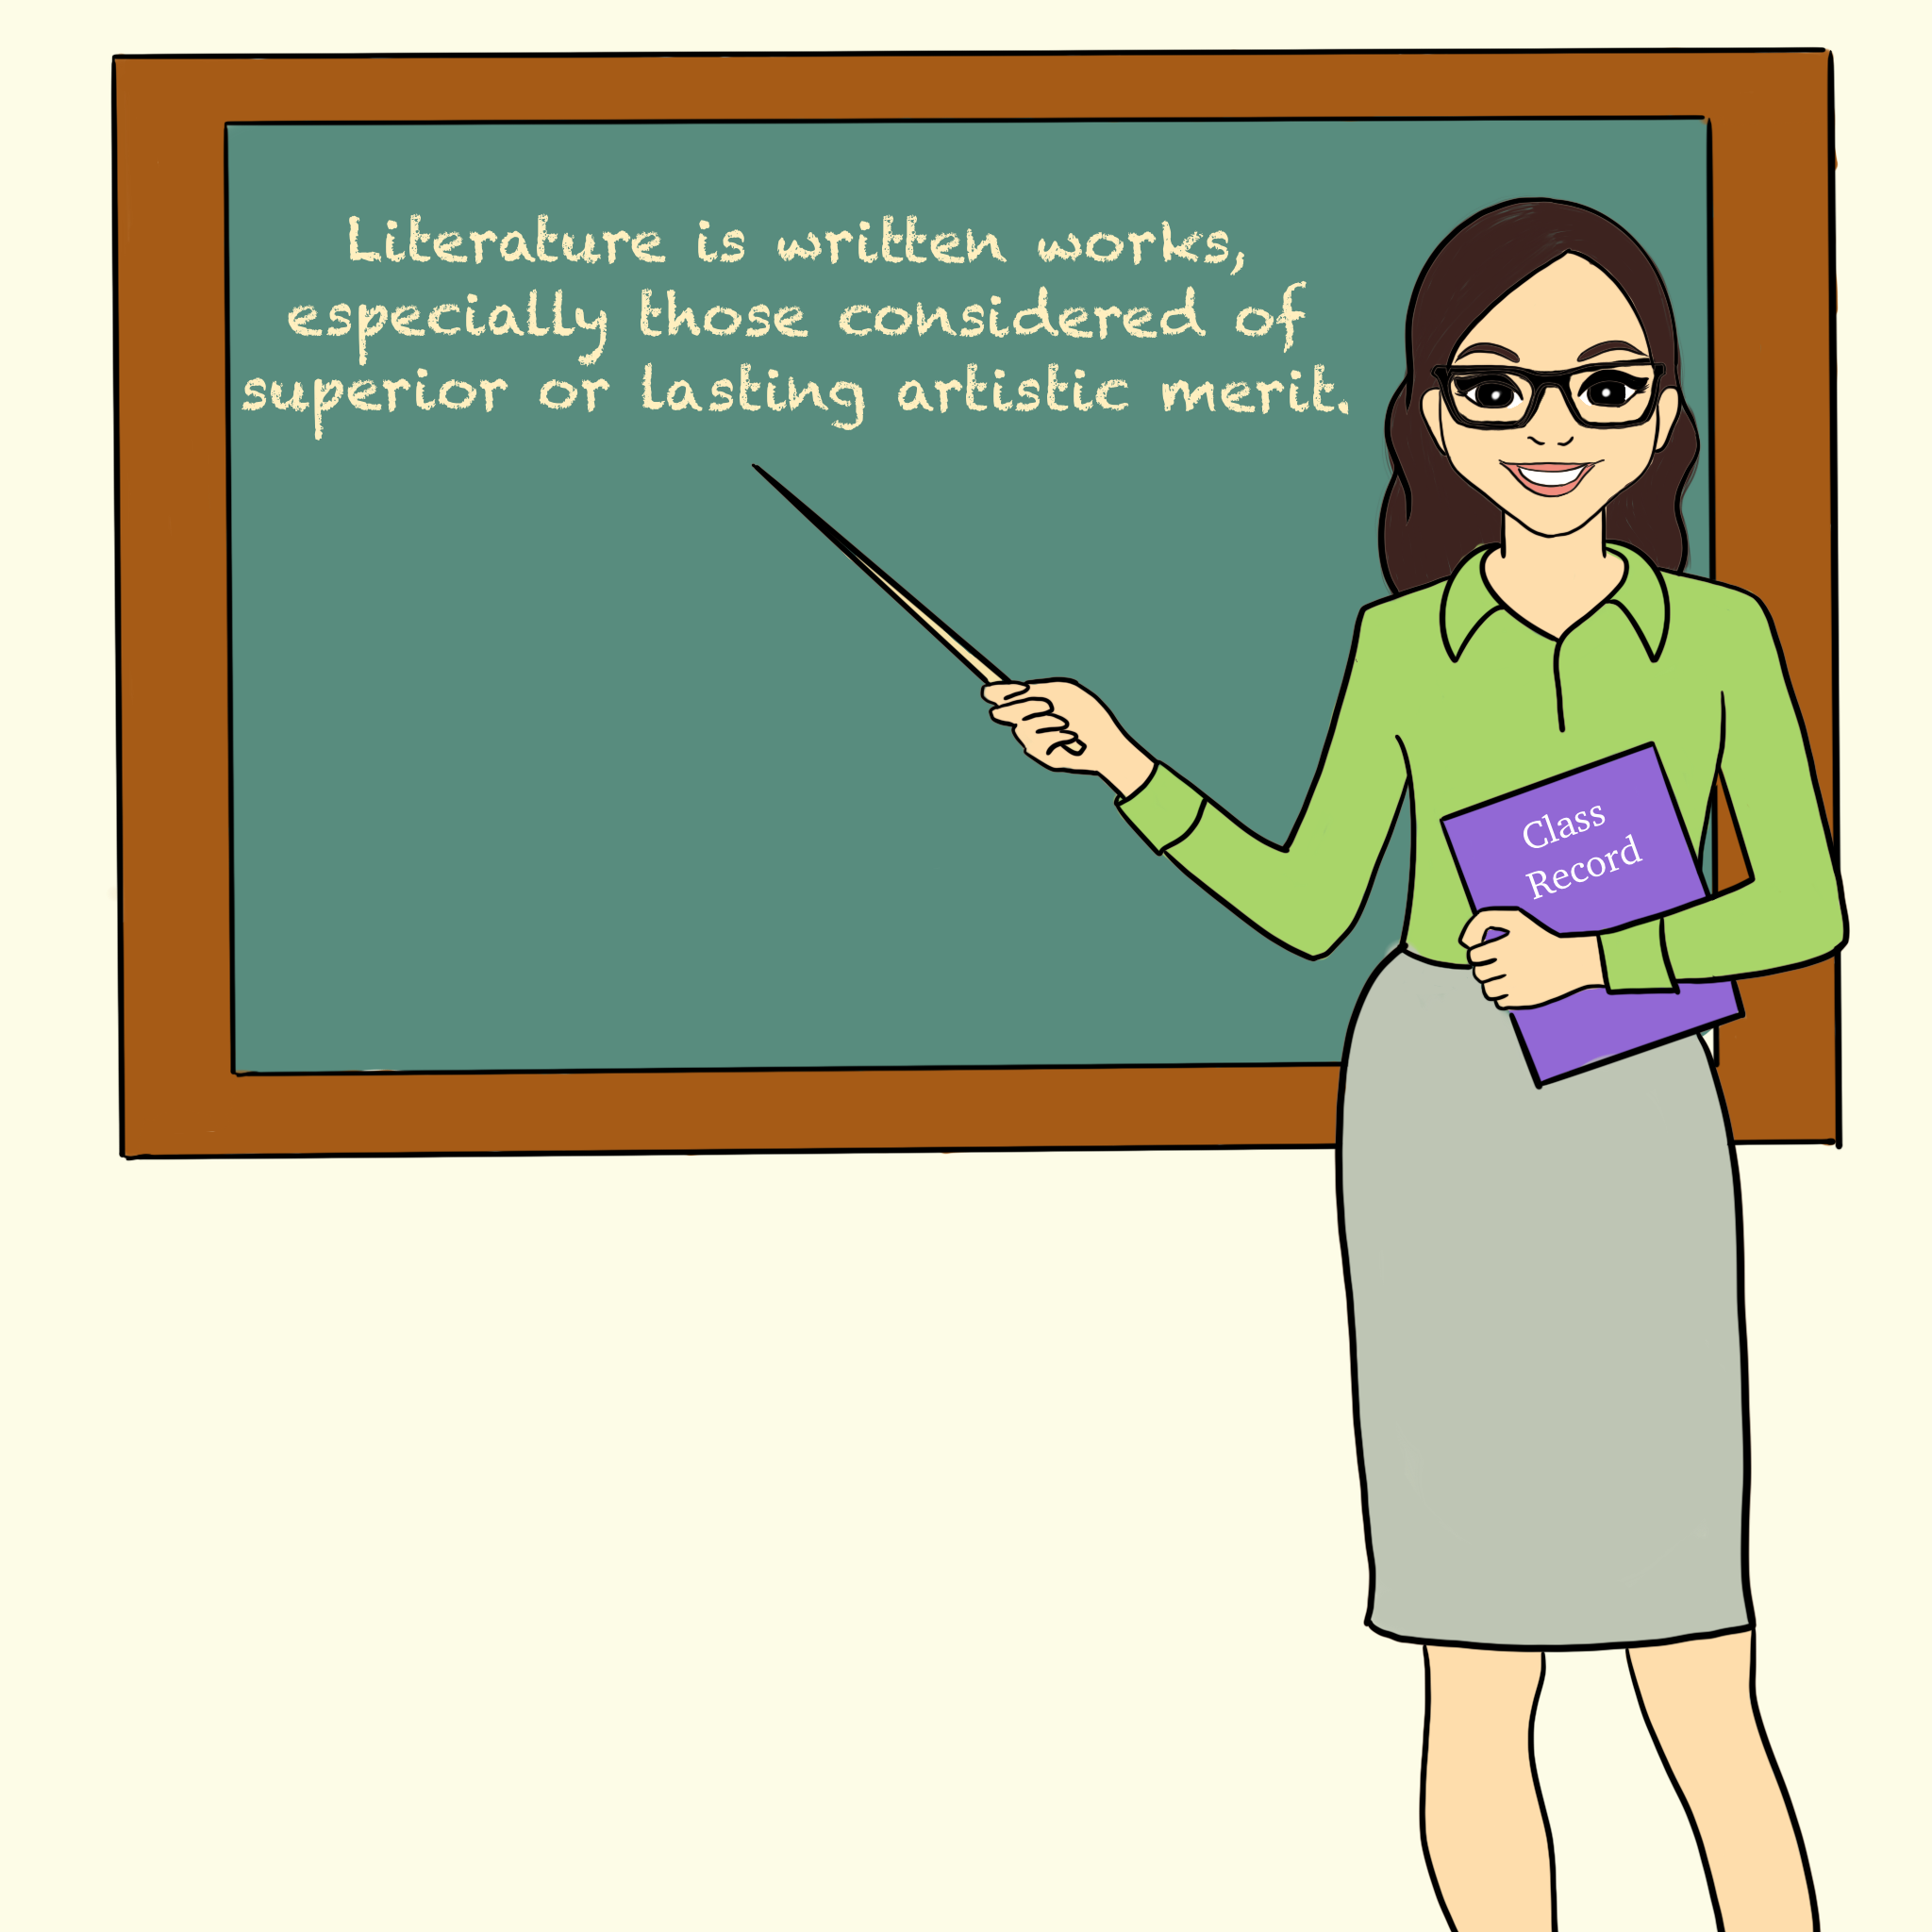 Literature is written works,
especially those considered of
superior or lasting artistic merit.
Class
Record